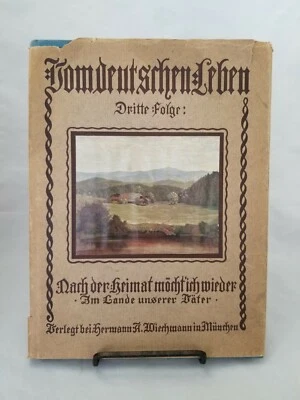 Vom deutschen Leben
Dritte Folge:
Nach der Heimat möcht ich wieder
· Im Lande unserer Väter ·
Verlegt bei Hermann A. Wiechmann in München